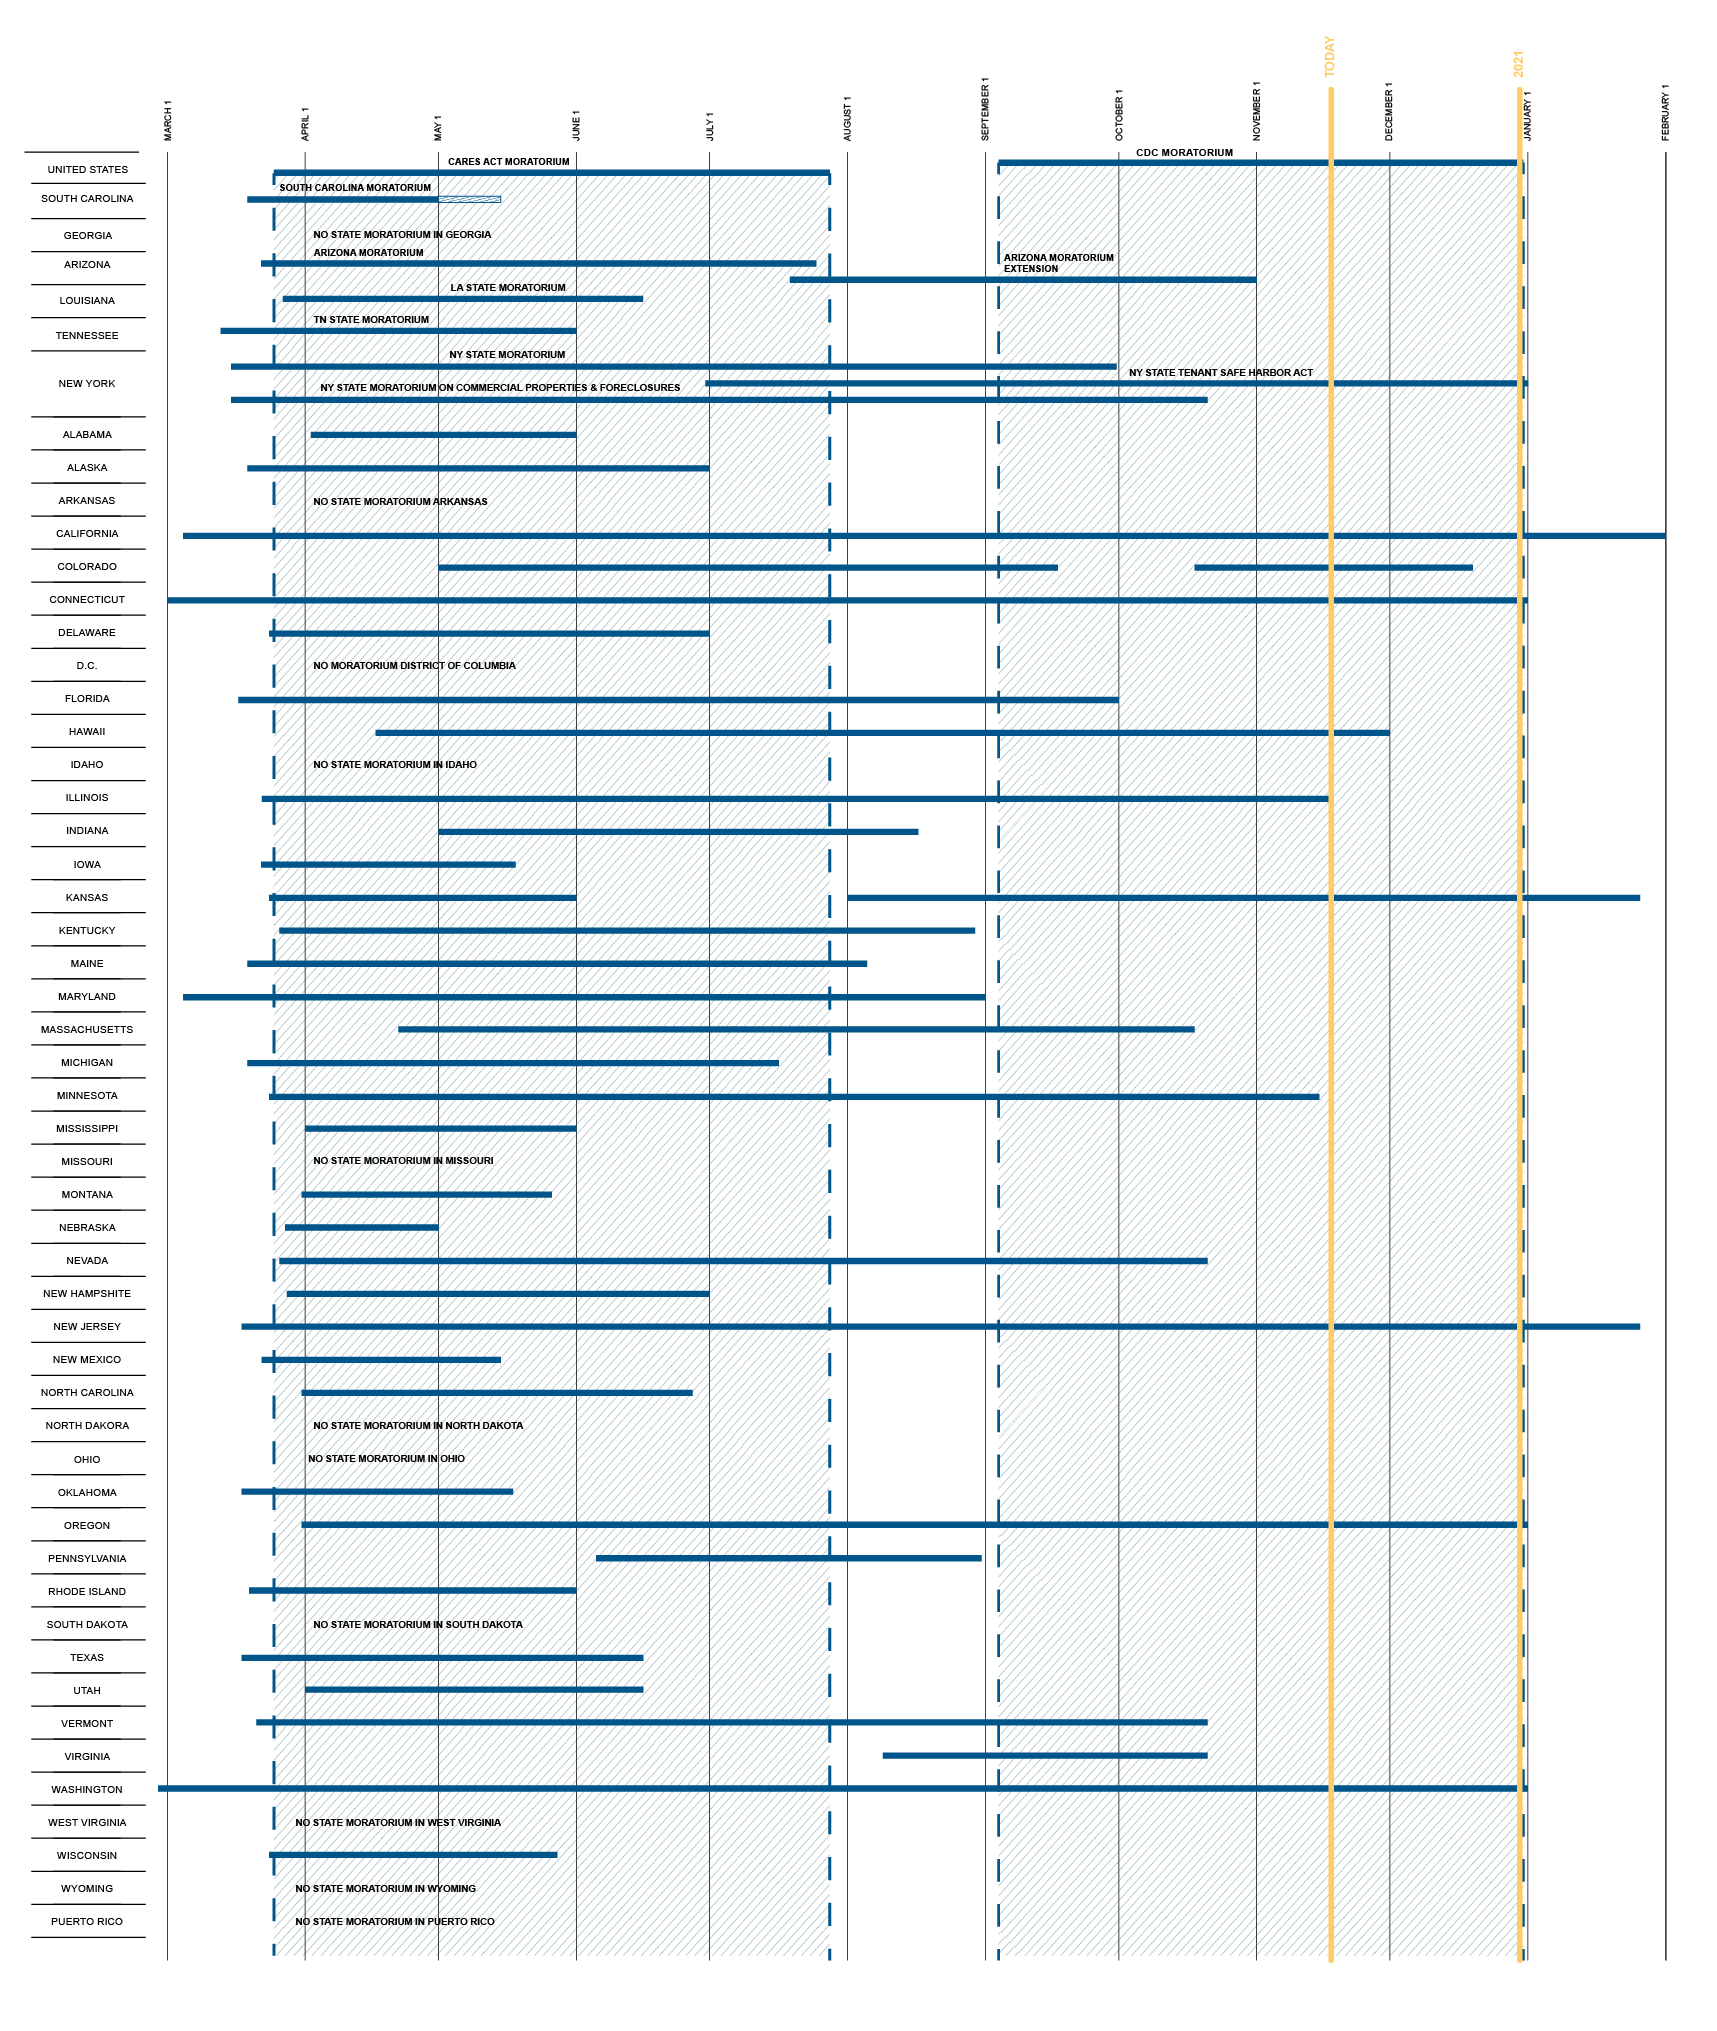 TODAY
2021
MARCH 1
APRIL 1
MAY 1
JUNE 1
JULY 1
AUGUST 1
SEPTEMBER 1
OCTOBER 1
NOVEMBER 1
DECEMBER 1
JANUARY 1
FEBRUARY 1
UNITED STATES
CARES ACT MORATORIUM
CDC MORATORIUM
SOUTH CAROLINA
SOUTH CAROLINA MORATORIUM
GEORGIA
NO STATE MORATORIUM IN GEORGIA
ARIZONA
ARIZONA MORATORIUM
ARIZONA MORATORIUM
EXTENSION
LOUISIANA
LA STATE MORATORIUM
TENNESSEE
TN STATE MORATORIUM
NEW YORK
NY STATE MORATORIUM
NY STATE TENANT SAFE HARBOR ACT
NY STATE MORATORIUM ON COMMERCIAL PROPERTIES & FORECLOSURES
ALABAMA
ALASKA
ARKANSAS
NO STATE MORATORIUM ARKANSAS
CALIFORNIA
COLORADO
CONNECTICUT
DELAWARE
D.C.
NO MORATORIUM DISTRICT OF COLUMBIA
FLORIDA
HAWAII
IDAHO
NO STATE MORATORIUM IN IDAHO
ILLINOIS
INDIANA
IOWA
KANSAS
KENTUCKY
MAINE
MARYLAND
MASSACHUSETTS
MICHIGAN
MINNESOTA
MISSISSIPPI
MISSOURI
NO STATE MORATORIUM IN MISSOURI
MONTANA
NEBRASKA
NEVADA
NEW HAMPSHITE
NEW JERSEY
NEW MEXICO
NORTH CAROLINA
NORTH DAKORA
NO STATE MORATORIUM IN NORTH DAKOTA
OHIO
NO STATE MORATORIUM IN OHIO
OKLAHOMA
OREGON
PENNSYLVANIA
RHODE ISLAND
SOUTH DAKOTA
NO STATE MORATORIUM IN SOUTH DAKOTA
TEXAS
UTAH
VERMONT
VIRGINIA
WASHINGTON
WEST VIRGINIA
NO STATE MORATORIUM IN WEST VIRGINIA
WISCONSIN
WYOMING
NO STATE MORATORIUM IN WYOMING
PUERTO RICO
NO STATE MORATORIUM IN PUERTO RICO